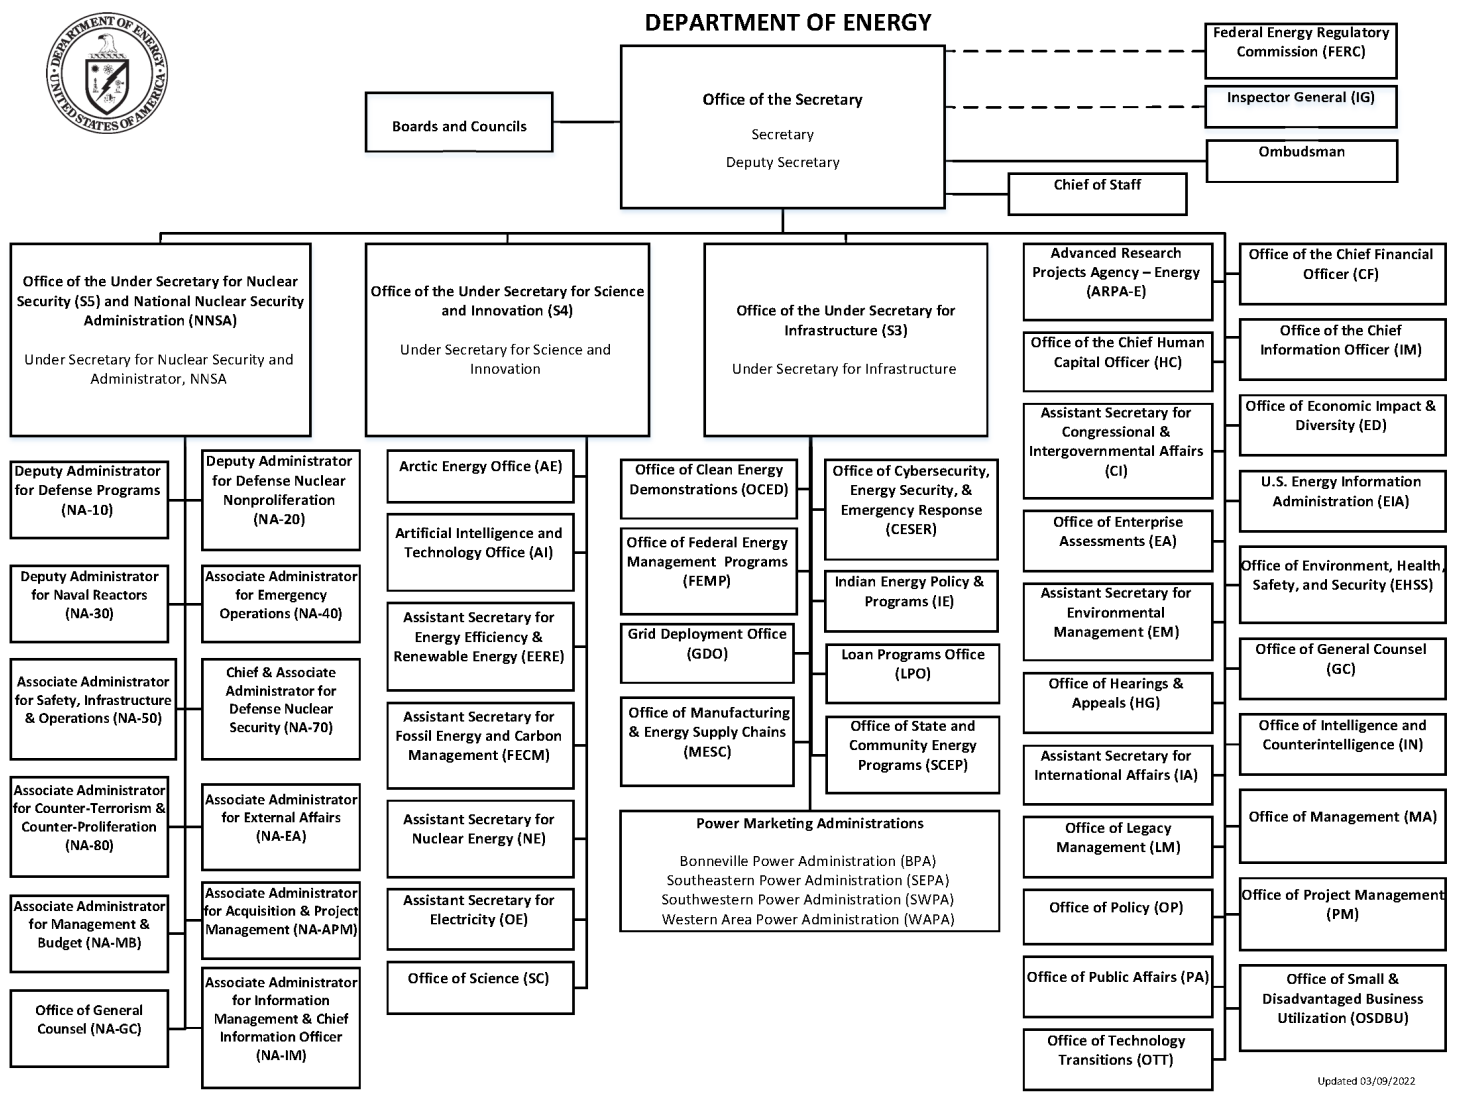 DEPARTMENT OF ENERGY
DEPARTMENT OF ENERGY
UNITED STATES OF AMERICA
Federal Energy Regulatory
Commission (FERC)
Inspector General (IG)
Ombudsman
Chief of Staff
Office of the Secretary
Secretary
Deputy Secretary
Boards and Councils
Office of the Under Secretary for Nuclear
Security (S5) and National Nuclear Security
Administration (NNSA)
Under Secretary for Nuclear Security and
Administrator, NNSA
Deputy Administrator
for Defense Programs
(NA-10)
Deputy Administrator
for Defense Nuclear
Nonproliferation
(NA-20)
Deputy Administrator
for Naval Reactors
(NA-30)
Associate Administrator
for Emergency
Operations (NA-40)
Associate Administrator
for Safety, Infrastructure
& Operations (NA-50)
Chief & Associate
Administrator for
Defense Nuclear
Security (NA-70)
Associate Administrator
for Counter-Terrorism &
Counter-Proliferation
(NA-80)
Associate Administrator
for External Affairs
(NA-EA)
Associate Administrator
for Management &
Budget (NA-MB)
Associate Administrator
for Acquisition & Project
Management (NA-APM)
Office of General
Counsel (NA-GC)
Associate Administrator
for Information
Management & Chief
Information Officer
(NA-IM)
Office of the Under Secretary for Science
and Innovation (S4)
Under Secretary for Science and
Innovation
Arctic Energy Office (AE)
Artificial Intelligence and
Technology Office (AI)
Assistant Secretary for
Energy Efficiency &
Renewable Energy (EERE)
Assistant Secretary for
Fossil Energy and Carbon
Management (FECM)
Assistant Secretary for
Nuclear Energy (NE)
Assistant Secretary for
Electricity (OE)
Office of Science (SC)
Office of the Under Secretary for
Infrastructure (S3)
Under Secretary for Infrastructure
Office of Clean Energy
Demonstrations (OCED)
Office of Cybersecurity,
Energy Security, &
Emergency Response
(CESER)
Office of Federal Energy
Management Programs
(FEMP)
Indian Energy Policy &
Programs (IE)
Grid Deployment Office
(GDO)
Loan Programs Office
(LPO)
Office of Manufacturing
& Energy Supply Chains
(MESC)
Office of State and
Community Energy
Programs (SCEP)
Power Marketing Administrations
Bonneville Power Administration (BPA)
Southeastern Power Administration (SEPA)
Southwestern Power Administration (SWPA)
Western Area Power Administration (WAPA)
Advanced Research
Projects Agency – Energy
(ARPA-E)
Office of the Chief Financial
Officer (CF)
Office of the Chief Human
Capital Officer (HC)
Office of the Chief
Information Officer (IM)
Assistant Secretary for
Congressional &
Intergovernmental Affairs
(CI)
Office of Economic Impact &
Diversity (ED)
Office of Enterprise
Assessments (EA)
U.S. Energy Information
Administration (EIA)
Assistant Secretary for
Environmental
Management (EM)
Office of Environment, Health,
Safety, and Security (EHSS)
Office of Hearings &
Appeals (HG)
Office of General Counsel
(GC)
Assistant Secretary for
International Affairs (IA)
Office of Intelligence and
Counterintelligence (IN)
Office of Legacy
Management (LM)
Office of Management (MA)
Office of Policy (OP)
Office of Project Management
(PM)
Office of Public Affairs (PA)
Office of Small &
Disadvantaged Business
Utilization (OSDBU)
Office of Technology
Transitions (OTT)
Updated 03/09/2022